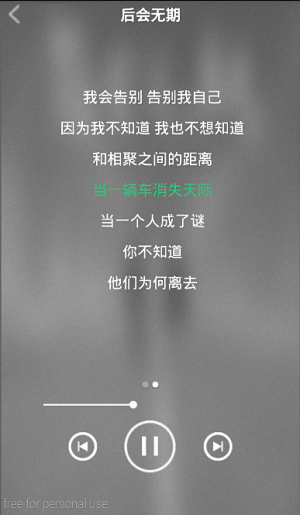 后会无期
我会告别 告别我自己
因为我不知道 我也不想知道
和相聚之间的距离
当一辆车消失天际
当一个人成了谜
你不知道
他们为何离去
free for personal use